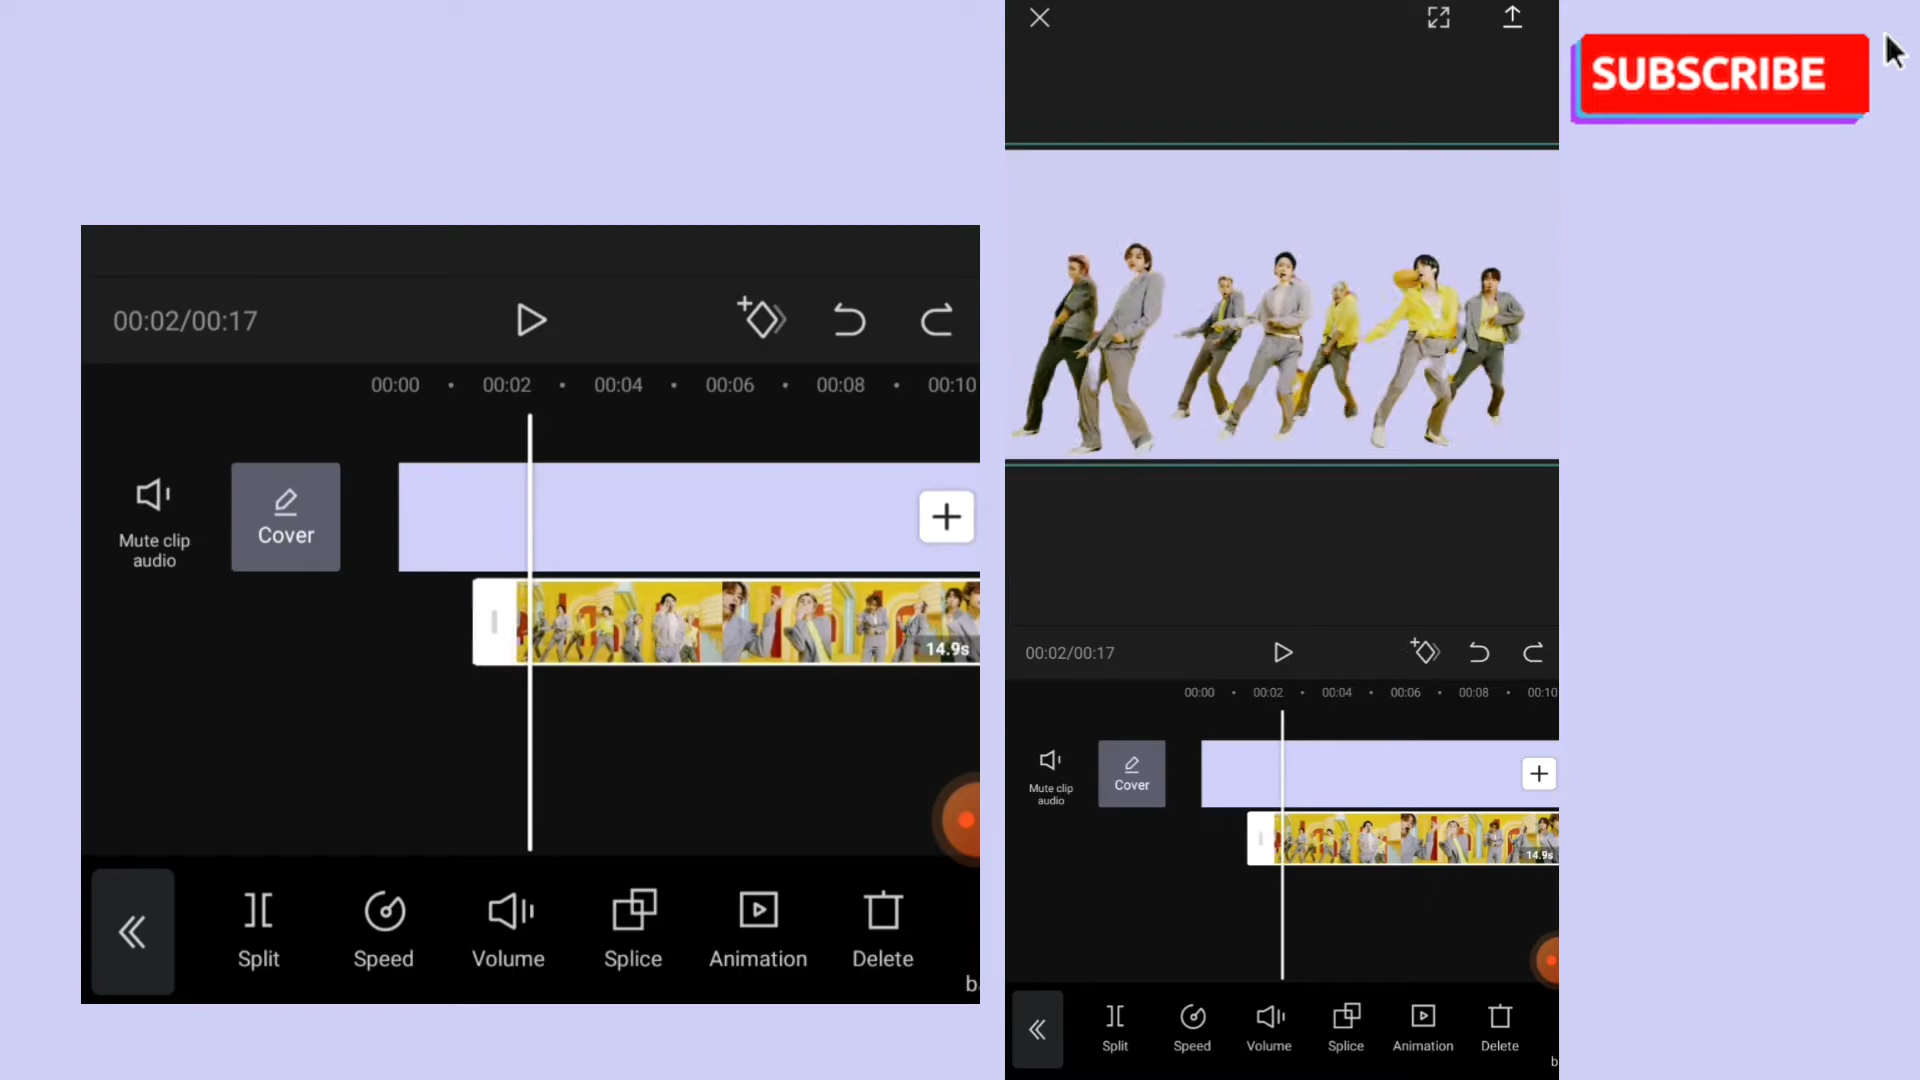 SUBSCRIBE
00:02/00:17
00:00 • 00:02 • 00:04 • 00:06 • 00:08 • 00:10
Mute clip
audio
Cover
14.9s
Split
Speed
Volume
Splice
Animation
Delete
b
00:02/00:17
00:00 • 00:02 • 00:04 • 00:06 • 00:08 • 00:10
Mute clip
audio
Cover
14.9s
Split
Speed
Volume
Splice
Animation
Delete
b